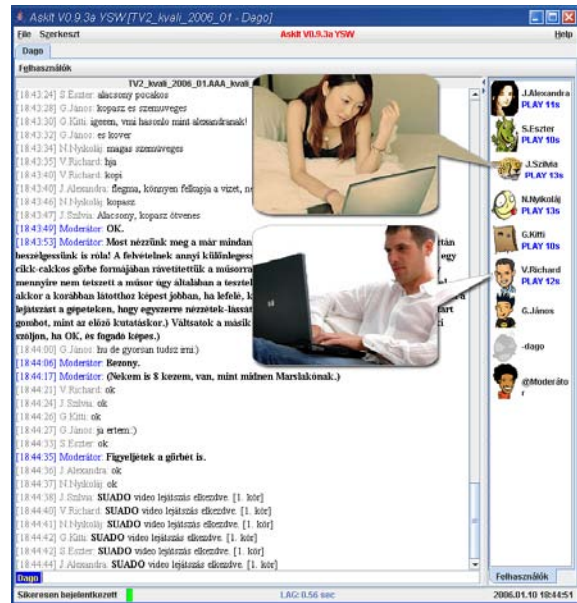 AskIt V0.9.3a YSW[TV2_kvali_2006_01 - Dago]
File Szerkeszt AskIt V0.9.3a YSW Help
Dago
Felhasználók
TV2_kvali_2006_01.AAA_kvali
[18:43:24] S.Eszter: alacsony pocakos
[18:43:28] G.János: kopasz es szemuveges
[18:43:30] G.Kitti: igeeen, vmi hasonlo mint alexandranak!
[18:43:32] G.János: es kover
[18:43:34] N.Nyikolaj: magas szemuveges
[18:43:35] V.Richard: hja
[18:43:40] V.Richard: kopi
[18:43:40] J.Alexandra: flegma, könnyen felkapja a vizet,
[18:43:46] N.Nyikolaj: kopasz
[18:43:47] J.Szilvia: Alacsony, kopasz ötvenes
[18:43:49] Moderátor: OK.
[18:43:53] Moderátor: Most nézzünk meg a már mindan
beszélgessünk is róla! A felvételnek annyi különleges egy
cikk-cakkos görbe formájában rávetítettük a műsorra
mennyire nem tetszett a műsor úgy általában a
akkor a korábban látotthoz képest jobban, ha lefelé, a
lejátszást a gépeteken, hogy egyszerre
gombot, mint az előző kutatáskor.) Váltsatok a másik
szóljon, ha OK, és fogadó képes.)
[18:44:00] G.János: hu de gyorsan tudsz irni:)
[18:44:06] Moderátor: Bezony.
[18:44:17] Moderátor: (Nekem is 8 kezem, van, mint midnen Marslakónak.)
[18:44:21] V.Richard: ok
[18:44:24] J.Szilvia: ok
[18:44:26] G.Kitti: ok
[18:44:27] G.János: ja ertem:)
[18:44:33] S.Eszter: ok
[18:44:35] Moderátor: Figyeljétek a görbét is.
[18:44:36] J.Alexandra: ok
[18:44:37] N.Nyikolaj: ok
[18:44:38] J.Szilvia: SUADO video lejátszás elkezdve. [1. kör]
[18:44:40] V.Richard: SUADO video lejátszás elkezdve. [1. kör]
[18:44:41] N.Nyikolaj: SUADO video lejátszás elkezdve. [1. kör]
[18:44:42] G.Kitti: SUADO video lejátszás elkezdve. [1. kör]
[18:44:42] S.Eszter: SUADO video lejátszás elkezdve. [1. kör]
[18:44:44] J.Alexandra: SUADO video lejátszás elkezdve. [1. kör]
Dago
J.Alexandra
PLAY 11s
S.Eszter
PLAY 10s
J.Szilvia
PLAY 13s
N.Nyikoláj
PLAY 13s
G.Kitti
PLAY 10s
V.Richard
PLAY 12s
G.János
-dago
@Moderáto
r
Felhasználók
Sikeresen bejelentkezett LAG: 0.56 sec 2006.01.10 18:44:51